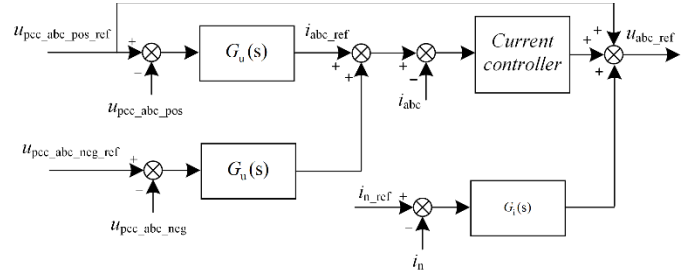 u_pcc_abc_pos_ref
+
−
u_pcc_abc_pos
G_u(s)
i_abc_ref
+
+
+
−
i_abc
Current
controller
+
+
+
u_abc_ref
u_pcc_abc_neg_ref
+
−
u_pcc_abc_neg
G_u(s)
i_n_ref
+
−
i_n
G_i(s)